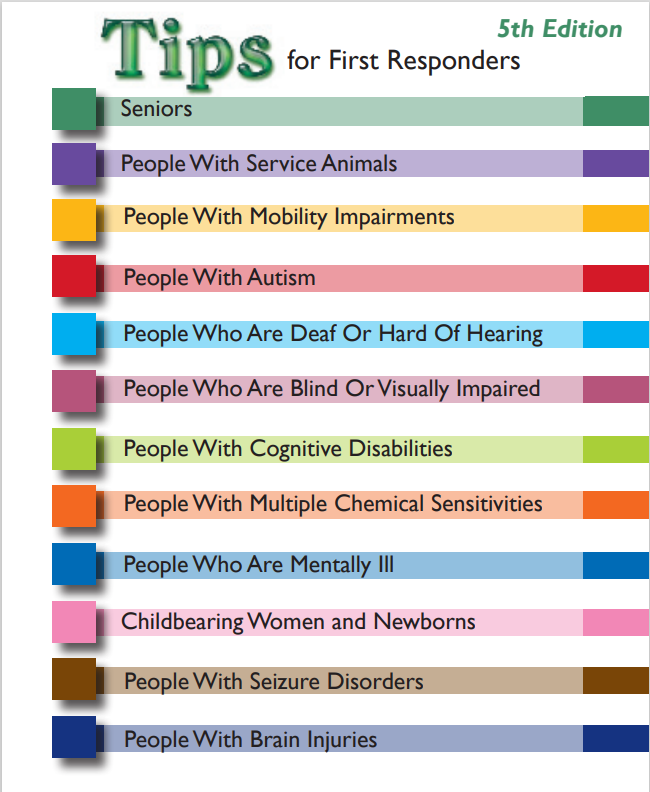 5th Edition
Tips for First Responders
Seniors
People With Service Animals
People With Mobility Impairments
People With Autism
People Who Are Deaf Or Hard Of Hearing
People Who Are Blind Or Visually Impaired
People With Cognitive Disabilities
People With Multiple Chemical Sensitivities
People Who Are Mentally Ill
Childbearing Women and Newborns
People With Seizure Disorders
People With Brain Injuries